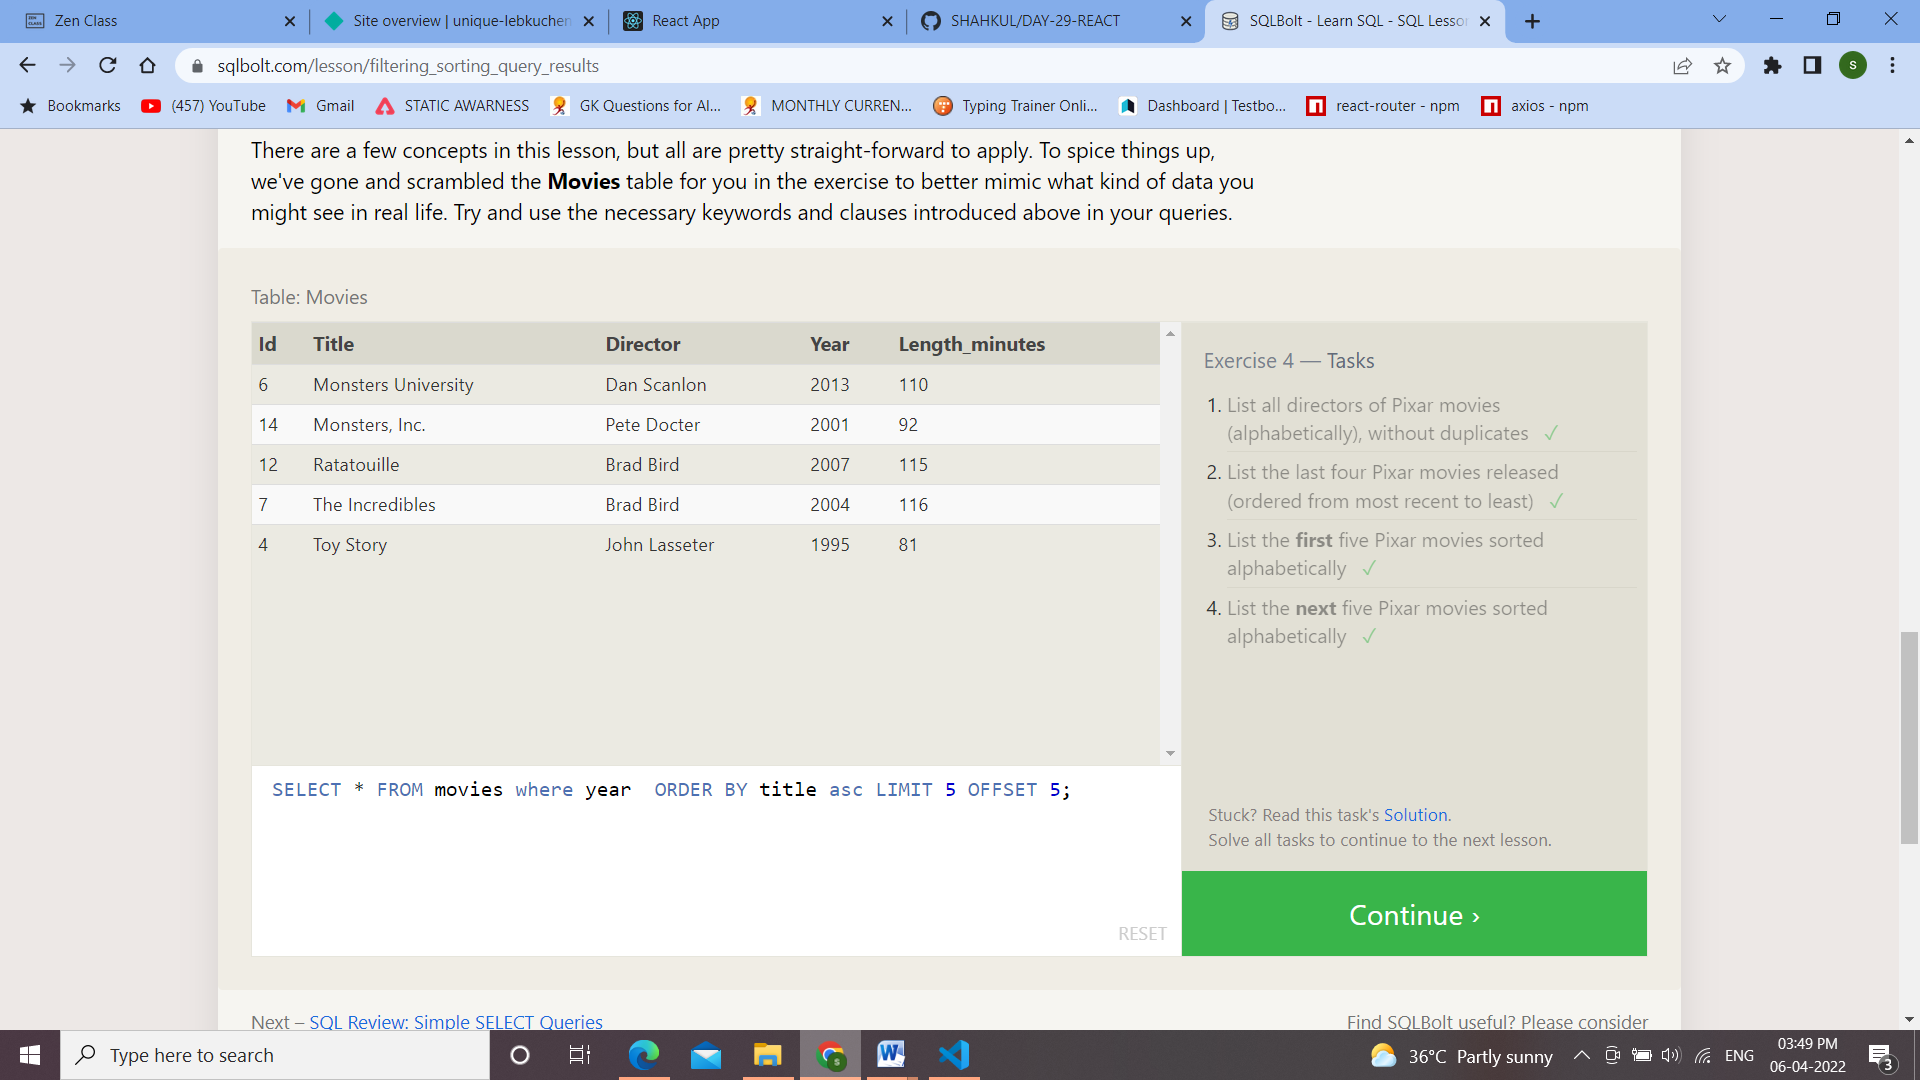 Zen Class
Site overview | unique-lebkuchen
React App
SHAHKUL/DAY-29-REACT
SQLBolt - Learn SQL - SQL Lesson
sqlbolt.com/lesson/filtering_sorting_query_results
s
Bookmarks
(457) YouTube
Gmail
STATIC AWARNESS
GK Questions for Al...
MONTHLY CURREN...
Typing Trainer Onli...
Dashboard | Testbo...
react-router - npm
axios - npm
There are a few concepts in this lesson, but all are pretty straight-forward to apply. To spice things up,
we've gone and scrambled the Movies table for you in the exercise to better mimic what kind of data you
might see in real life. Try and use the necessary keywords and clauses introduced above in your queries.
Table: Movies
Id Title Director Year Length_minutes
6 Monsters University Dan Scanlon 2013 110
14 Monsters, Inc. Pete Docter 2001 92
12 Ratatouille Brad Bird 2007 115
7 The Incredibles Brad Bird 2004 116
4 Toy Story John Lasseter 1995 81
SELECT * FROM movies where year  ORDER BY title asc LIMIT 5 OFFSET 5;
RESET
Exercise 4 — Tasks
1. List all directors of Pixar movies
(alphabetically), without duplicates ✓
2. List the last four Pixar movies released
(ordered from most recent to least) ✓
3. List the first five Pixar movies sorted
alphabetically ✓
4. List the next five Pixar movies sorted
alphabetically ✓
Stuck? Read this task's Solution.
Solve all tasks to continue to the next lesson.
Continue ›
Next – SQL Review: Simple SELECT Queries
Find SQLBolt useful? Please consider
Type here to search
36°C Partly sunny
ENG
03:49 PM
06-04-2022
3